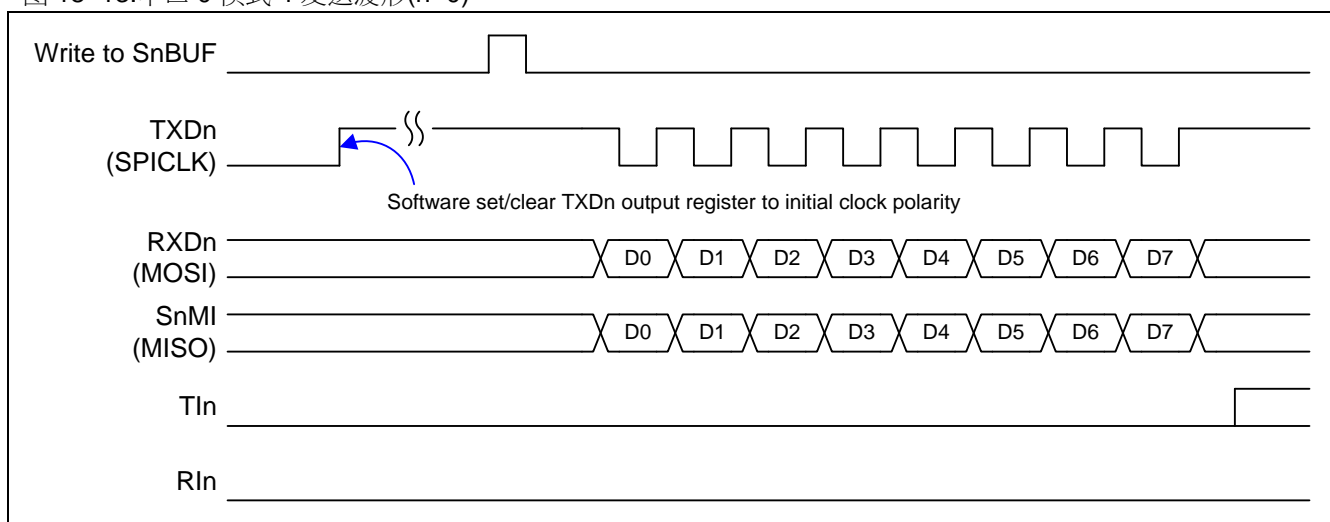 Write to SnBUF
TXDn
(SPICLK)
Software set/clear TXDn output register to initial clock polarity
RXDn
(MOSI)
D0 D1 D2 D3 D4 D5 D6 D7
SnMI
(MISO)
D0 D1 D2 D3 D4 D5 D6 D7
TIn
RIn